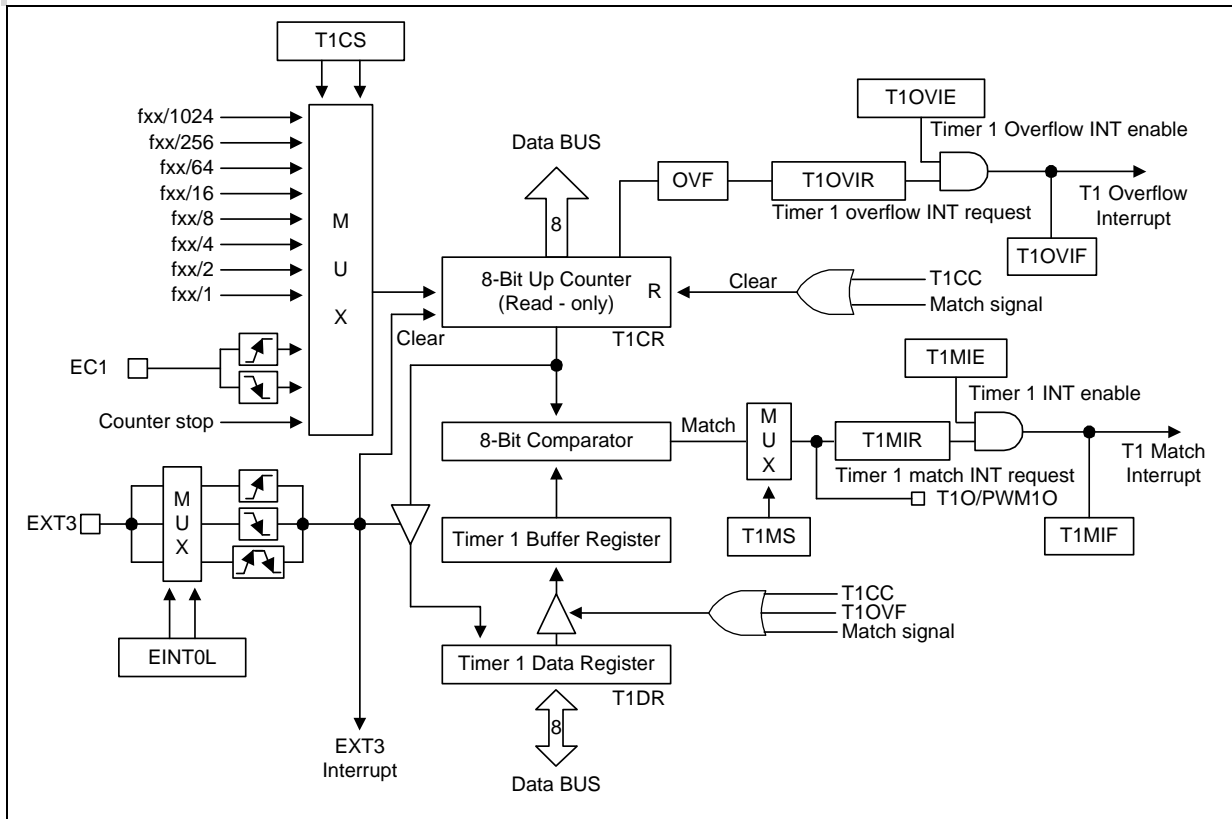 T1CS
fxx/1024
fxx/256
fxx/64
fxx/16
fxx/8
fxx/4
fxx/2
fxx/1
M
U
X
EC1
Counter stop
Data BUS
8
8-Bit Up Counter
(Read - only)
R
T1CR
Clear
OVF
T1OVIR
Timer 1 overflow INT request
T1OVIE
Timer 1 Overflow INT enable
T1 Overflow
Interrupt
T1OVIF
Clear
T1CC
Match signal
8-Bit Comparator
Match
M
U
X
T1MS
T1MIR
Timer 1 match INT request
T1O/PWM1O
T1MIE
Timer 1 INT enable
T1 Match
Interrupt
T1MIF
EXT3
M
U
X
EINT0L
EXT3
Interrupt
Timer 1 Buffer Register
T1CC
T1OVF
Match signal
Timer 1 Data Register
T1DR
8
Data BUS